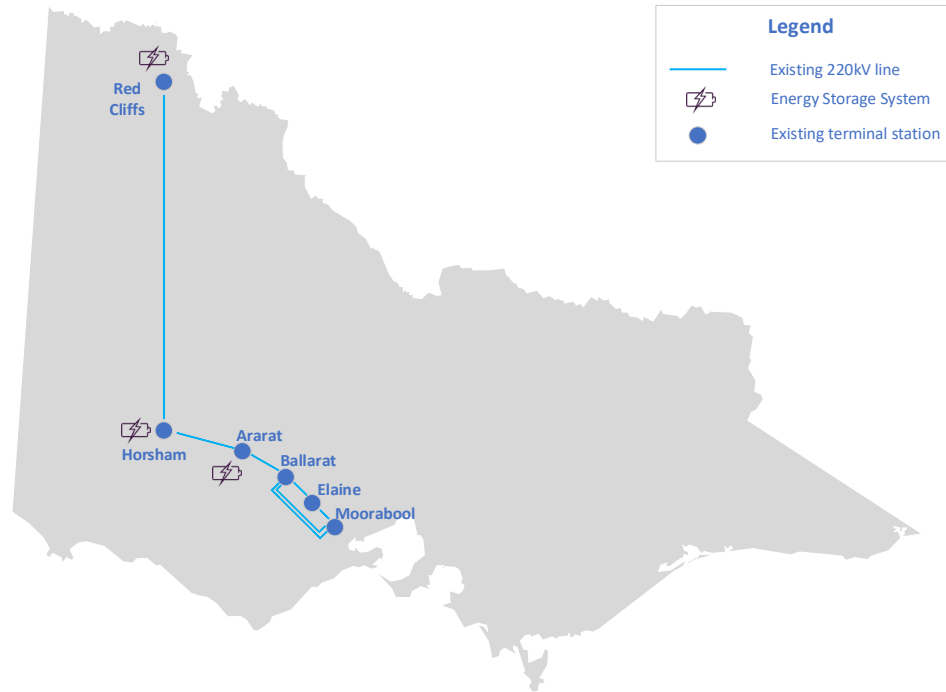 Legend
Existing 220kV line
Energy Storage System
Existing terminal station
Red
Cliffs
Horsham
Ararat
Ballarat
Elaine
Moorabool